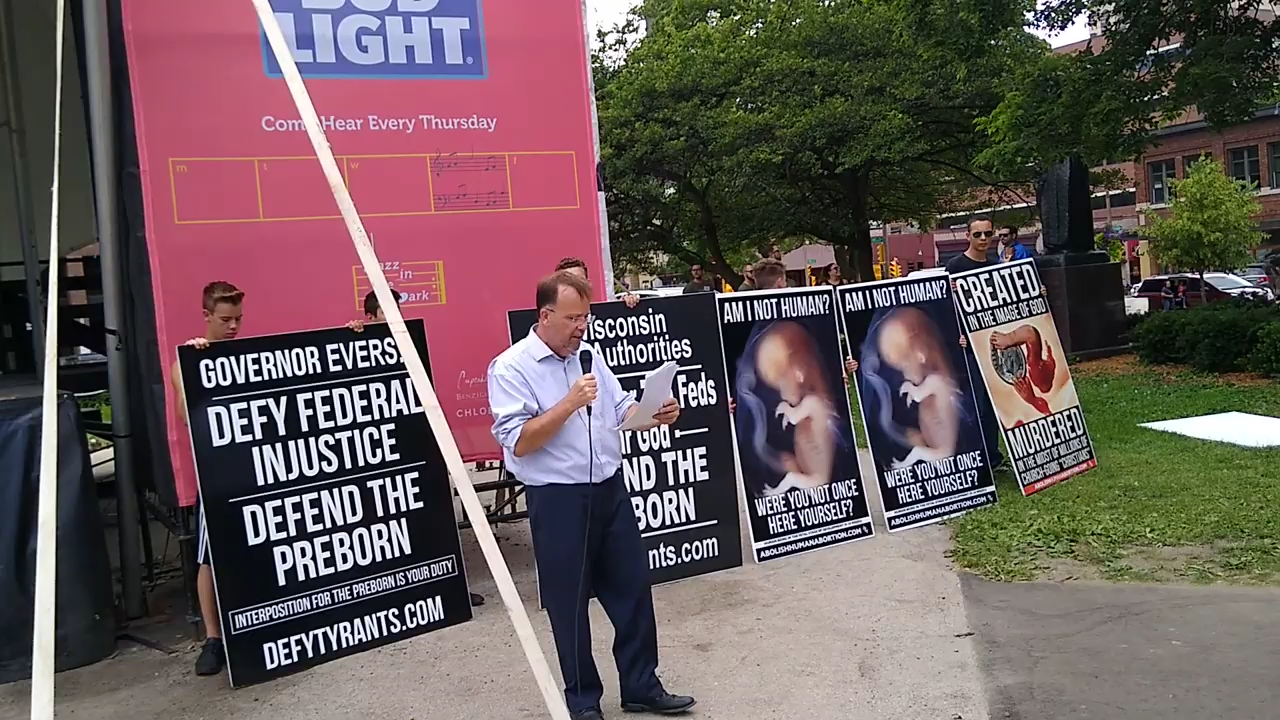 BUD
LIGHT
Come Hear Every Thursday
m t w f
Jazz
in
Park
CHLO
GOVERNOR EVERS:
DEFY FEDERAL
INJUSTICE
DEFEND THE
PREBORN
INTERPOSITION FOR THE PREBORN IS YOUR DUTY
DEFYTYRANTS.COM
isconsin
Authorities
Feds
r God
ND THE
BORN
nts.com
AM I NOT HUMAN?
WERE YOU NOT ONCE
HERE YOURSELF?
ABOLISHHUMANABORTION.COM
AM I NOT HUMAN?
WERE YOU NOT ONCE
HERE YOURSELF?
ABOLISHHUMANABORTION.COM
CREATED
IN THE IMAGE OF GOD
MURDERED
IN THE MIDST OF MILLIONS OF
CHURCH-GOING "CHRISTIANS"